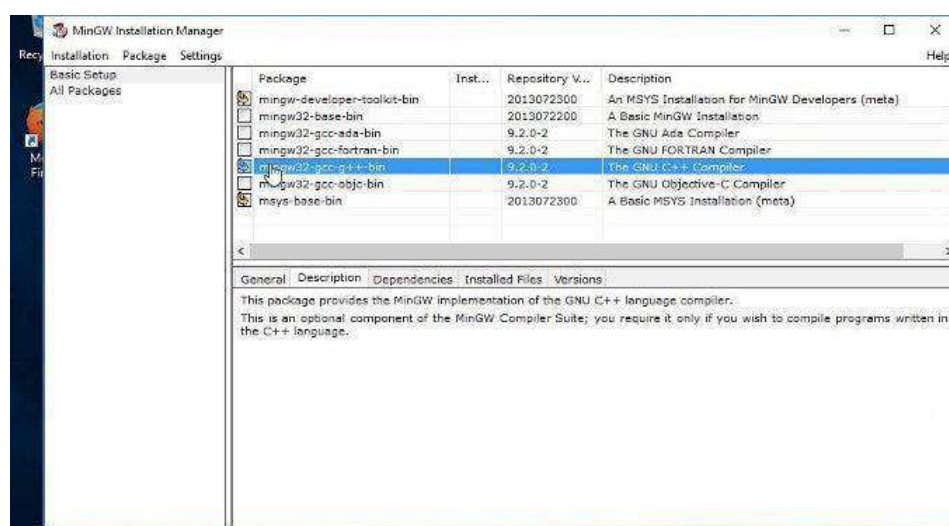 MinGW Installation Manager
Recy
Installation Package Settings
Help
Basic Setup
All Packages
Package Inst... Repository V... Description
mingw-developer-toolkit-bin 2013072300 An MSYS Installation for MinGW Developers (meta)
mingw32-base-bin 2013072200 A Basic MinGW Installation
mingw32-gcc-ada-bin 9.2.0-2 The GNU Ada Compiler
mingw32-gcc-fortran-bin 9.2.0-2 The GNU FORTRAN Compiler
mingw32-gcc-g++-bin 9.2.0-2 The GNU C++ Compiler
mingw32-gcc-objc-bin 9.2.0-2 The GNU Objective-C Compiler
msys-base-bin 2013072300 A Basic MSYS Installation (meta)
M
Fir
General Description Dependencies Installed Files Versions
This package provides the MinGW implementation of the GNU C++ language compiler.
This is an optional component of the MinGW Compiler Suite; you require it only if you wish to compile programs written in
the C++ language.